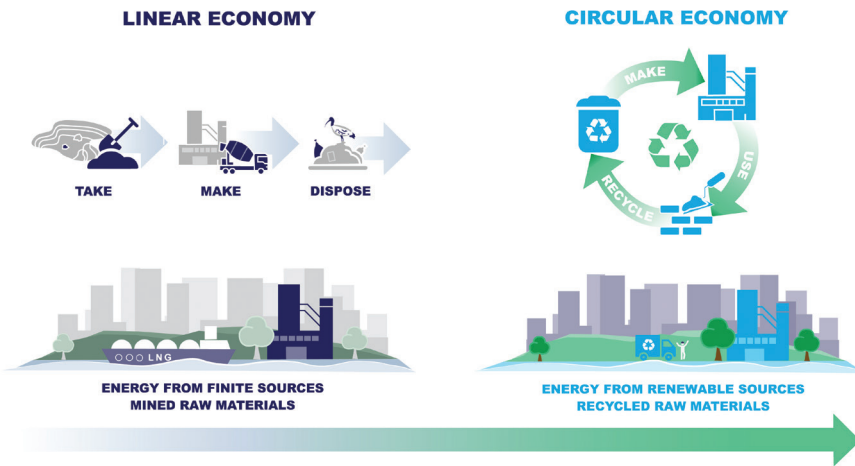 LINEAR ECONOMY
CIRCULAR ECONOMY
TAKE
MAKE
DISPOSE
MAKE
USE
RECYCLE
LNG
ENERGY FROM FINITE SOURCES
MINED RAW MATERIALS
ENERGY FROM RENEWABLE SOURCES
RECYCLED RAW MATERIALS